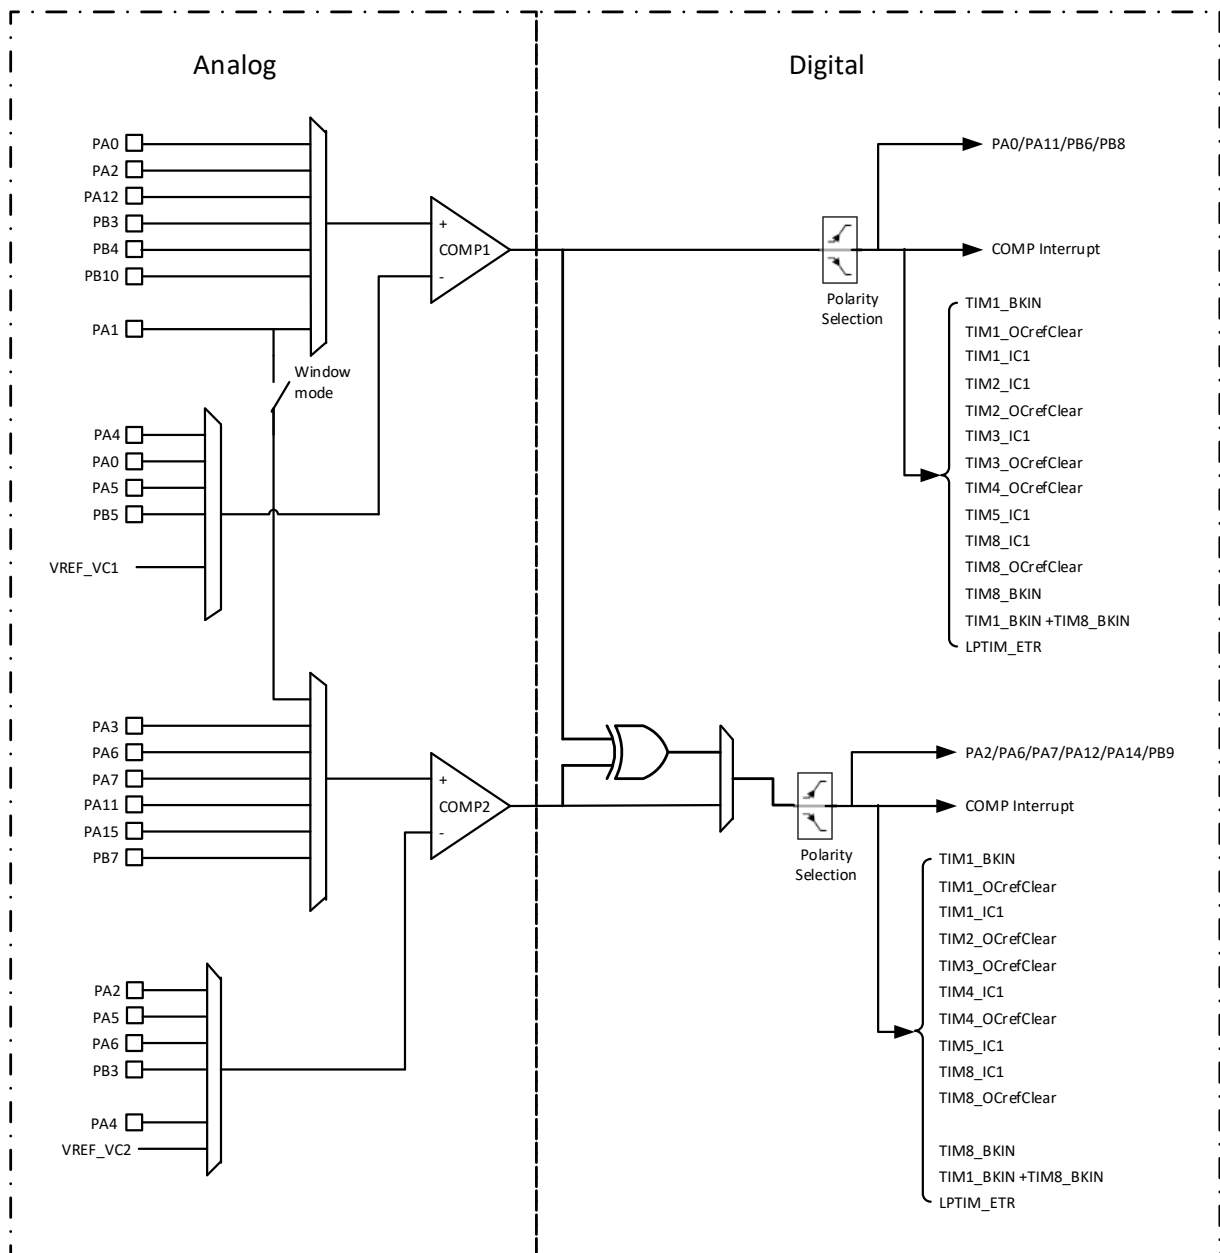 Analog
Digital
PA0
PA2
PA12
PB3
PB4
PB10
PA1
+
COMP1
-
Window
mode
PA4
PA0
PA5
PB5
VREF_VC1
PA3
PA6
PA7
PA11
PA15
PB7
+
COMP2
-
PA2
PA5
PA6
PB3
PA4
VREF_VC2
Polarity
Selection
PA0/PA11/PB6/PB8
COMP Interrupt
TIM1_BKIN
TIM1_OCrefClear
TIM1_IC1
TIM2_IC1
TIM2_OCrefClear
TIM3_IC1
TIM3_OCrefClear
TIM4_OCrefClear
TIM5_IC1
TIM8_IC1
TIM8_OCrefClear
TIM8_BKIN
TIM1_BKIN +TIM8_BKIN
LPTIM_ETR
Polarity
Selection
PA2/PA6/PA7/PA12/PA14/PB9
COMP Interrupt
TIM1_BKIN
TIM1_OCrefClear
TIM1_IC1
TIM2_OCrefClear
TIM3_OCrefClear
TIM4_IC1
TIM4_OCrefClear
TIM5_IC1
TIM8_IC1
TIM8_OCrefClear
TIM8_BKIN
TIM1_BKIN +TIM8_BKIN
LPTIM_ETR